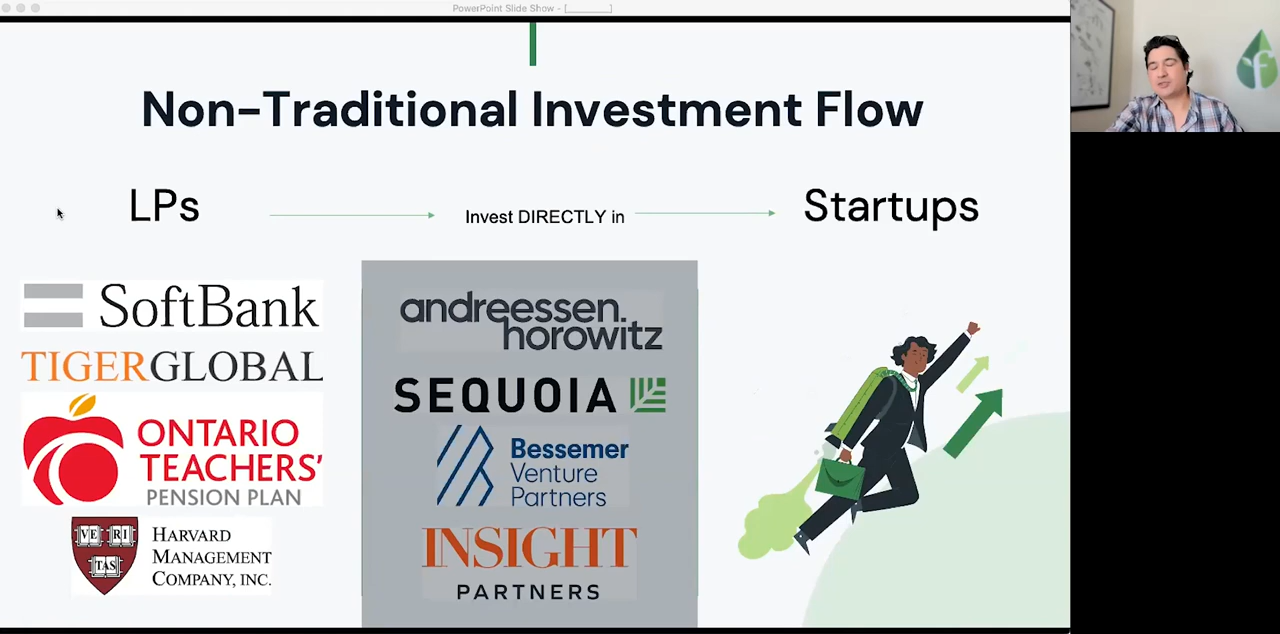 PowerPoint Slide Show - [________]
Non-Traditional Investment Flow
LPs
Invest DIRECTLY in
Startups
SoftBank
TIGERGLOBAL
ONTARIO
TEACHERS'
PENSION PLAN
VE RI
TAS
HARVARD
MANAGEMENT
COMPANY, INC.
andreessen.
horowitz
SEQUOIA
Bessemer
Venture
Partners
INSIGHT
PARTNERS
f